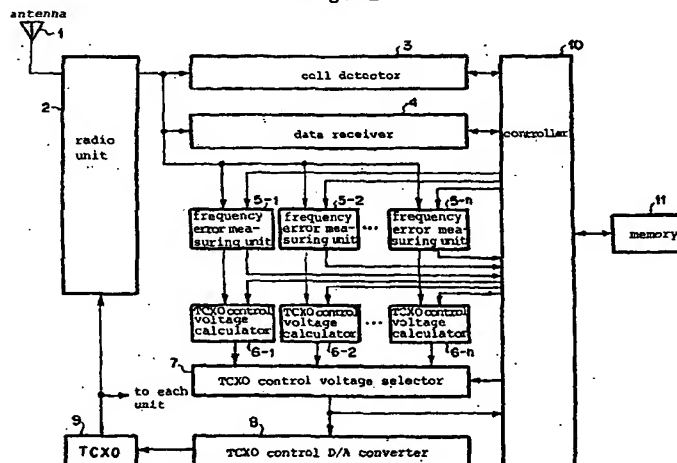 antenna
1
3
10
cell detector
2
4
radio
unit
data receiver
controller
5-1
5-2
5-n
11
frequency
error mea-
suring unit
frequency
error mea-
suring unit
...
frequency
error mea-
suring unit
memory
TCXO control
voltage
calculator
TCXO control
voltage
calculator
...
TCXO control
voltage
calculator
6-1
6-2
6-n
7
TCXO control voltage selector
to each
unit
9
8
TCXO
TCXO control D/A converter